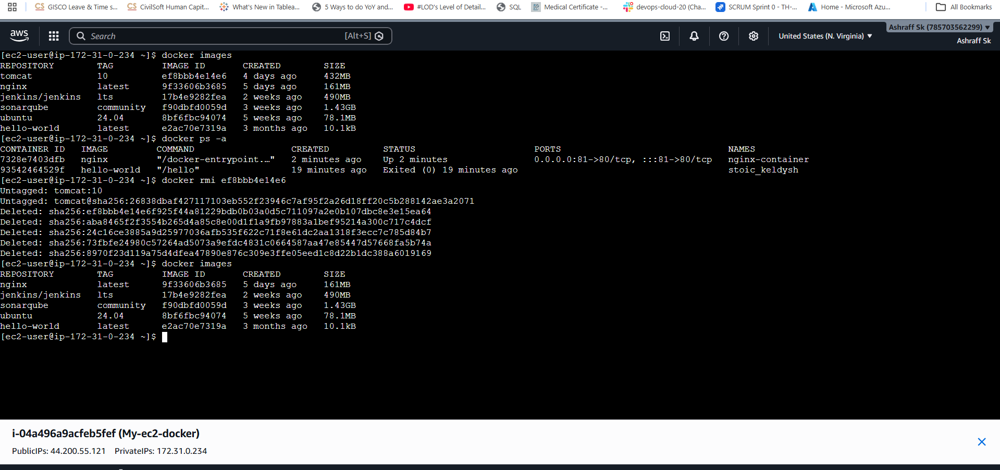 GISCO Leave & Time s... CivilSoft Human Capit... What's New in Tablea... 5 Ways to do YoY and... #LOD's Level of Detail... SQL Medical Certificate -... devops-cloud-20 (Cha... SCRUM Sprint 0 - TH-... Home - Microsoft Azu... All Bookmarks
aws Search [Alt+S] United States (N. Virginia) Ashraff Sk (785703562299)
Ashraff Sk
[ec2-user@ip-172-31-0-234 ~]$ docker images
REPOSITORY TAG IMAGE ID CREATED SIZE
tomcat 10 ef8bbb4e14e6 4 days ago 432MB
nginx latest 9f33606b3685 5 days ago 161MB
jenkins/jenkins lts 17b4e9282fea 2 weeks ago 490MB
sonarqube community f90dbfd0059d 3 weeks ago 1.43GB
ubuntu 24.04 8bf6fbc94074 5 weeks ago 78.1MB
hello-world latest e2ac70e7319a 3 months ago 10.1kB
[ec2-user@ip-172-31-0-234 ~]$ docker ps -a
CONTAINER ID IMAGE COMMAND CREATED STATUS PORTS NAMES
7328e7403dfb nginx "/docker-entrypoint.…" 2 minutes ago Up 2 minutes 0.0.0.0:81->80/tcp, :::81->80/tcp nginx-container
93542464529f hello-world "/hello" 19 minutes ago Exited (0) 19 minutes ago stoic_keldysh
[ec2-user@ip-172-31-0-234 ~]$ docker rmi ef8bbb4e14e6
Untagged: tomcat:10
Untagged: tomcat@sha256:26838dbaf427117103eb552f23946c7af95f2a26d18ff20c5b288142ae3a2071
Deleted: sha256:ef8bbb4e14e6f925f44a81229bdb0b03a0d5c711097a2e0b107dbc8e3e15ea64
Deleted: sha256:aba8465f2f3554b265d4a85c8e00d1f1a9fb97883a1bef95214a300c717c4dcf
Deleted: sha256:24c16ce3885a9d25977036afb535f622c71f8e61dc2aa1318f3ecc7c785d84b7
Deleted: sha256:73fbfe24980c57264ad5073a9efdc4831c0664587aa47e85447d57668fa5b74a
Deleted: sha256:8970f23d119a75d4dfea47890e876c309e3ffe05eed1c8d22b1dc388a6019169
[ec2-user@ip-172-31-0-234 ~]$ docker images
REPOSITORY TAG IMAGE ID CREATED SIZE
nginx latest 9f33606b3685 5 days ago 161MB
jenkins/jenkins lts 17b4e9282fea 2 weeks ago 490MB
sonarqube community f90dbfd0059d 3 weeks ago 1.43GB
ubuntu 24.04 8bf6fbc94074 5 weeks ago 78.1MB
hello-world latest e2ac70e7319a 3 months ago 10.1kB
[ec2-user@ip-172-31-0-234 ~]$
i-04a496a9acfeb5fef (My-ec2-docker)
PublicIPs: 44.200.55.121 PrivateIPs: 172.31.0.234